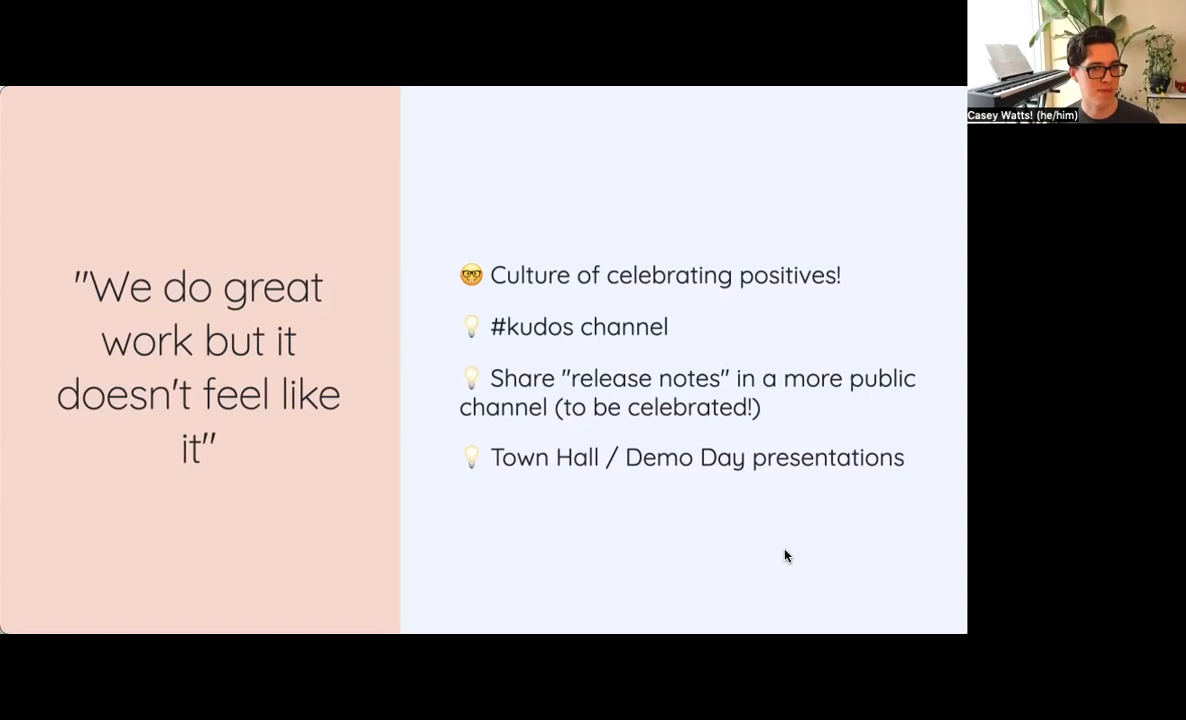 "We do great
work but it
doesn't feel like
it"
🤓 Culture of celebrating positives!
💡 #kudos channel
💡 Share "release notes" in a more public
channel (to be celebrated!)
💡 Town Hall / Demo Day presentations
Casey Watts! (he/him)